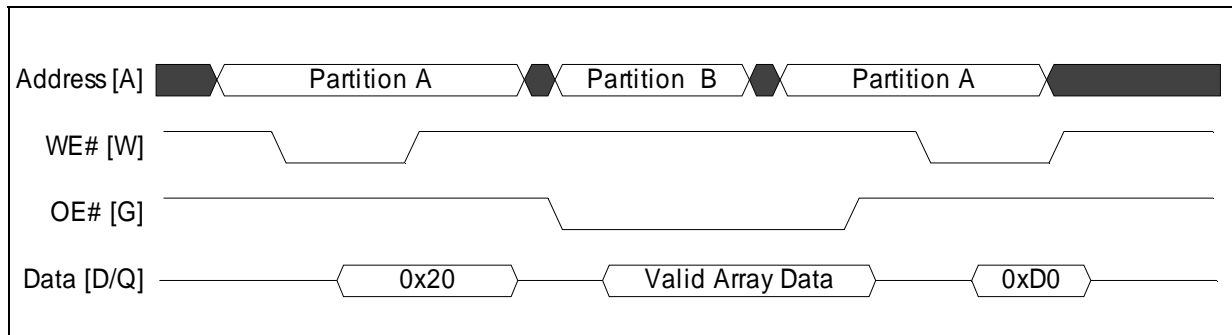 Address [A] Partition A Partition B Partition A
WE# [W]
OE# [G]
Data [D/Q] 0x20 Valid Array Data 0xD0